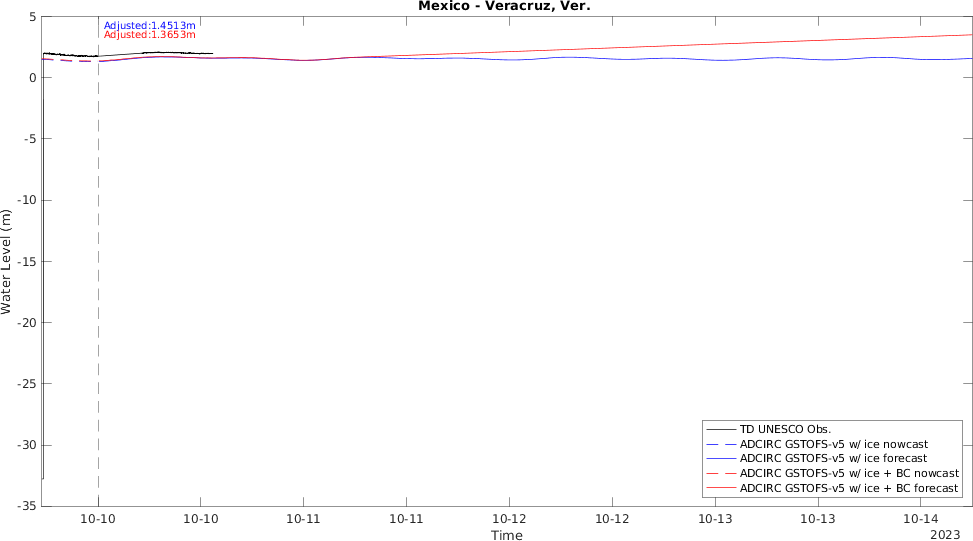 Mexico - Veracruz, Ver.
5
Adjusted:1.4513m
Adjusted:1.3653m
0
-5
-10
-15
-20
-25
-30
-35
Water Level (m)
TD UNESCO Obs.
ADCIRC GSTOFS-v5 w/ ice nowcast
ADCIRC GSTOFS-v5 w/ ice forecast
ADCIRC GSTOFS-v5 w/ ice + BC nowcast
ADCIRC GSTOFS-v5 w/ ice + BC forecast
10-10 10-10 10-11 10-11 10-12 10-12 10-13 10-13 10-14
Time
2023